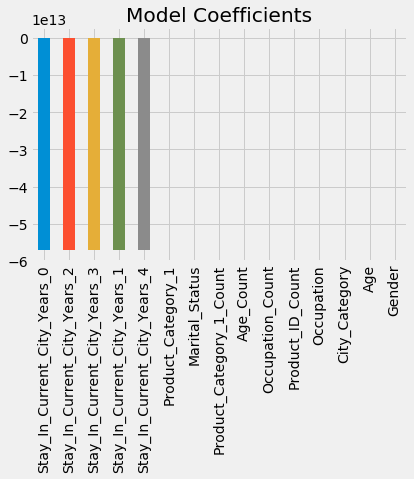 Model Coefficients
1e13
0
−1
−2
−3
−4
−5
−6
Stay_In_Current_City_Years_0
Stay_In_Current_City_Years_2
Stay_In_Current_City_Years_3
Stay_In_Current_City_Years_1
Stay_In_Current_City_Years_4
Product_Category_1
Marital_Status
Product_Category_1_Count
Age_Count
Occupation_Count
Product_ID_Count
Occupation
City_Category
Age
Gender